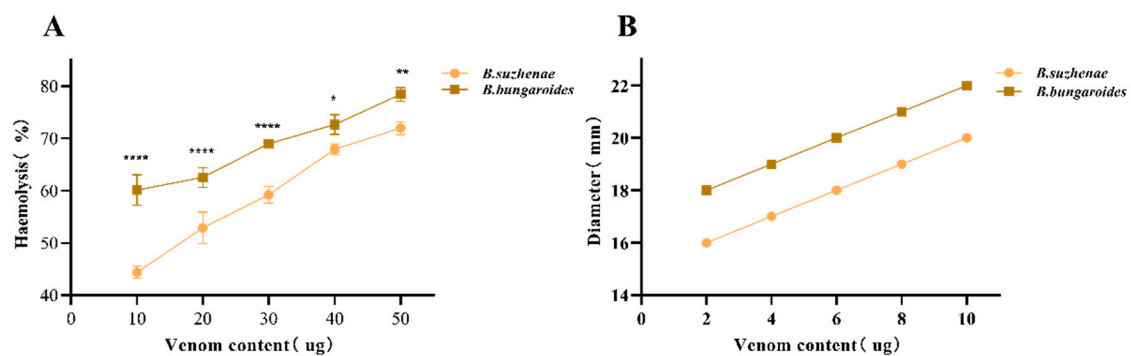 A
B
Haemolysis( %)
80
70
60
50
40
****
****
****
*
**
0
10
20
30
40
50
Venom content( ug)
B.suzhenae
B.bungaroides
Diameter( mm)
22
20
18
16
14
0
2
4
6
8
10
Venom content( ug)
B.suzhenae
B.bungaroides